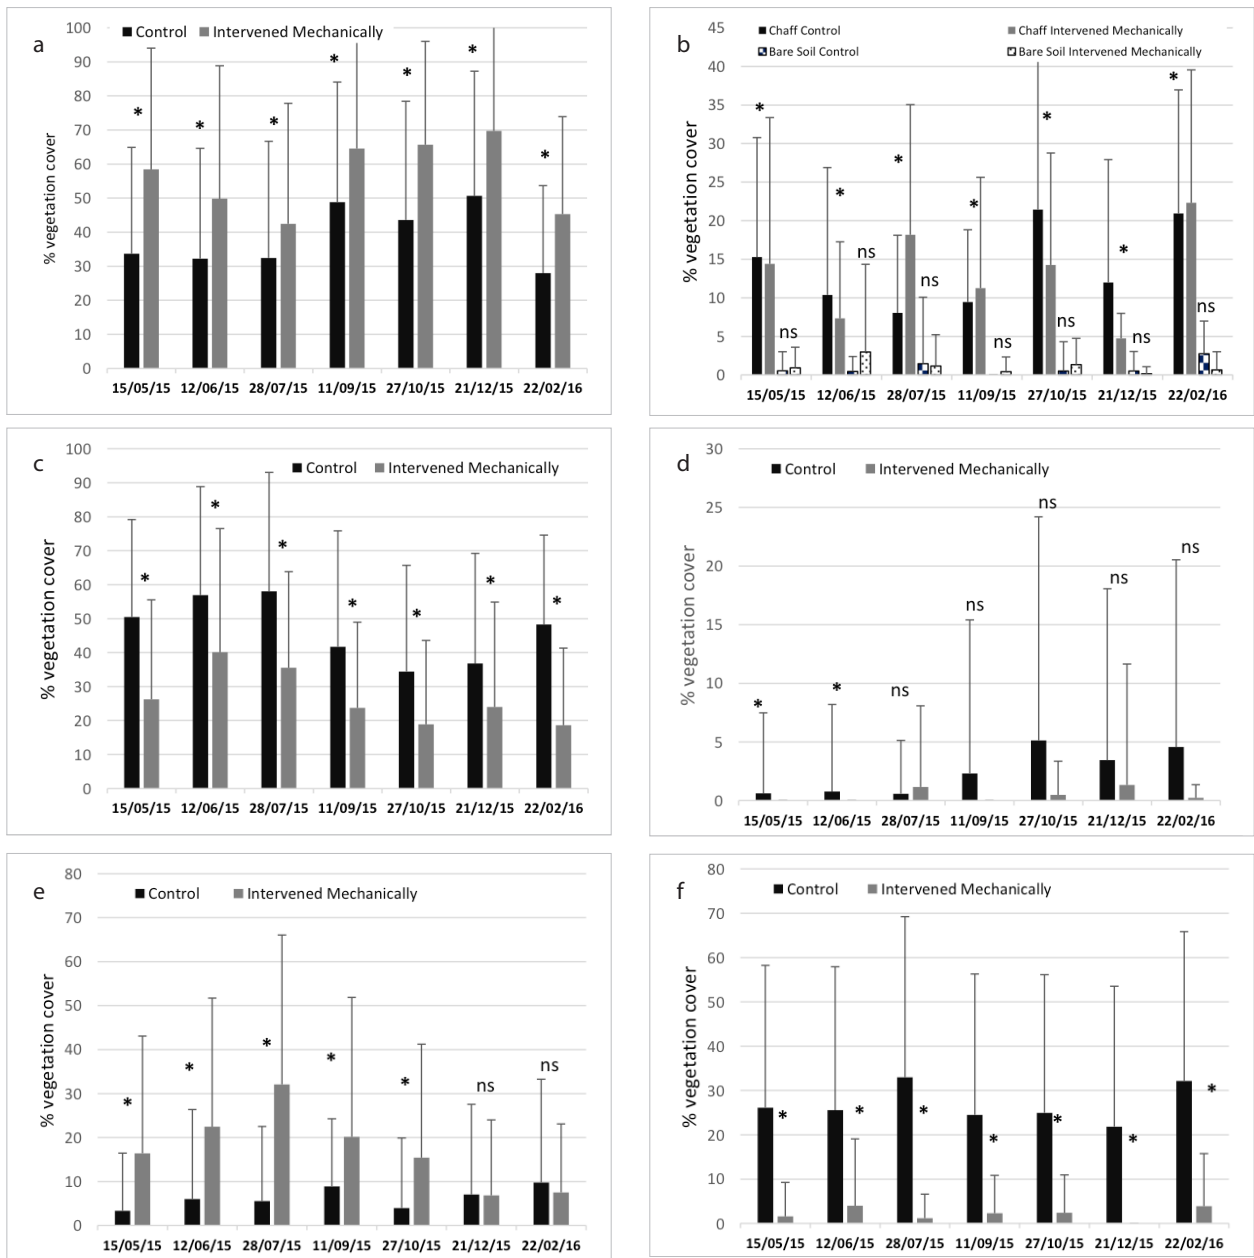 a
Control Intervened Mechanically
% vegetation cover
100
90
80
70
60
50
40
30
20
10
0
*
*
*
*
*
*
*
15/05/15 12/06/15 28/07/15 11/09/15 27/10/15 21/12/15 22/02/16
b
Chaff Control Chaff Intervened Mechanically
Bare Soil Control Bare Soil Intervened Mechanically
% vegetation cover
45
40
35
30
25
20
15
10
5
0
*
ns
*
ns
*
ns
*
ns
*
ns
*
ns
*
ns
15/05/15 12/06/15 28/07/15 11/09/15 27/10/15 21/12/15 22/02/16
c
Control Intervened Mechanically
% vegetation cover
100
90
80
70
60
50
40
30
20
10
0
*
*
*
*
*
*
*
15/05/15 12/06/15 28/07/15 11/09/15 27/10/15 21/12/15 22/02/16
d
Control Intervened Mechanically
% vegetation cover
30
25
20
15
10
5
0
*
*
ns
ns
ns
ns
ns
15/05/15 12/06/15 28/07/15 11/09/15 27/10/15 21/12/15 22/02/16
e
Control Intervened Mechanically
% vegetation cover
80
70
60
50
40
30
20
10
0
*
*
*
*
*
ns
ns
15/05/15 12/06/15 28/07/15 11/09/15 27/10/15 21/12/15 22/02/16
f
Control Intervened Mechanically
% vegetation cover
80
70
60
50
40
30
20
10
0
*
*
*
*
*
*
*
15/05/15 12/06/15 28/07/15 11/09/15 27/10/15 21/12/15 22/02/16